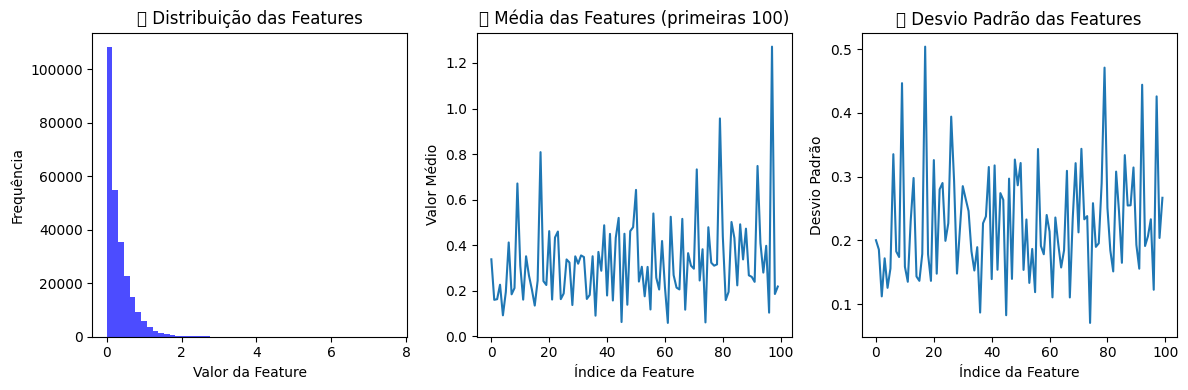 Distribuição das Features
100000
80000
60000
40000
20000
0
Frequência
0 2 4 6 8
Valor da Feature
Média das Features (primeiras 100)
1.2
1.0
0.8
0.6
0.4
0.2
0.0
Valor Médio
0 20 40 60 80 100
Índice da Feature
Desvio Padrão das Features
0.5
0.4
0.3
0.2
0.1
Desvio Padrão
0 20 40 60 80 100
Índice da Feature